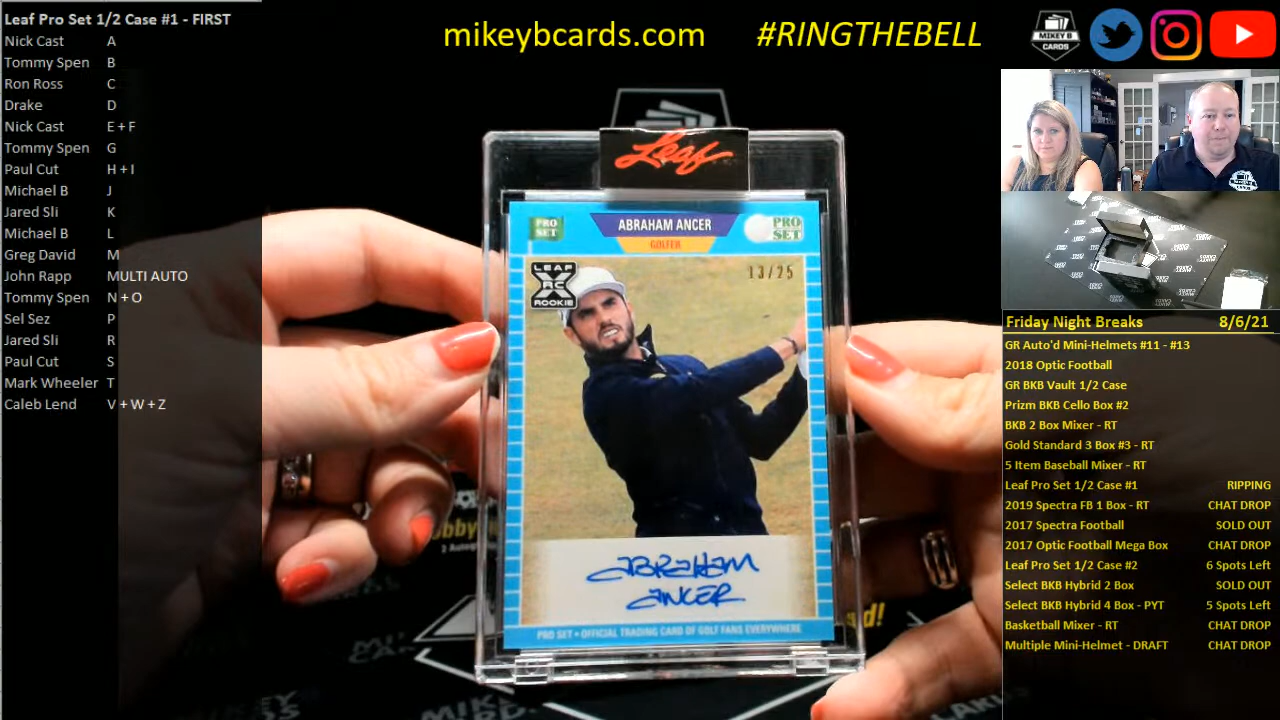 Leaf Pro Set 1/2 Case #1 - FIRST
Nick Cast A
Tommy Spen B
Ron Ross C
Drake D
Nick Cast E + F
Tommy Spen G
Paul Cut H + I
Michael B J
Jared Sli K
Michael B L
Greg David M
John Rapp MULTI AUTO
Tommy Spen N + O
Sel Sez P
Jared Sli R
Paul Cut S
Mark Wheeler T
Caleb Lend V + W + Z
mikeybcards.com #RINGTHEBELL
MIKEY B
CARDS
Leaf
PRO
SET
ABRAHAM ANCER
GOLFER
PRO
SET
LEAF
X
RC
ROOKIE
13/25
ABRAHAM
ANCER
PRO SET • OFFICIAL TRADING CARD OF GOLF FANS EVERYWHERE
Friday Night Breaks 8/6/21
GR Auto'd Mini-Helmets #11 - #13
2018 Optic Football
GR BKB Vault 1/2 Case
Prizm BKB Cello Box #2
BKB 2 Box Mixer - RT
Gold Standard 3 Box #3 - RT
5 Item Baseball Mixer - RT
Leaf Pro Set 1/2 Case #1 RIPPING
2019 Spectra FB 1 Box - RT CHAT DROP
2017 Spectra Football SOLD OUT
2017 Optic Football Mega Box CHAT DROP
Leaf Pro Set 1/2 Case #2 6 Spots Left
Select BKB Hybrid 2 Box SOLD OUT
Select BKB Hybrid 4 Box - PYT 5 Spots Left
Basketball Mixer - RT CHAT DROP
Multiple Mini-Helmet - DRAFT CHAT DROP